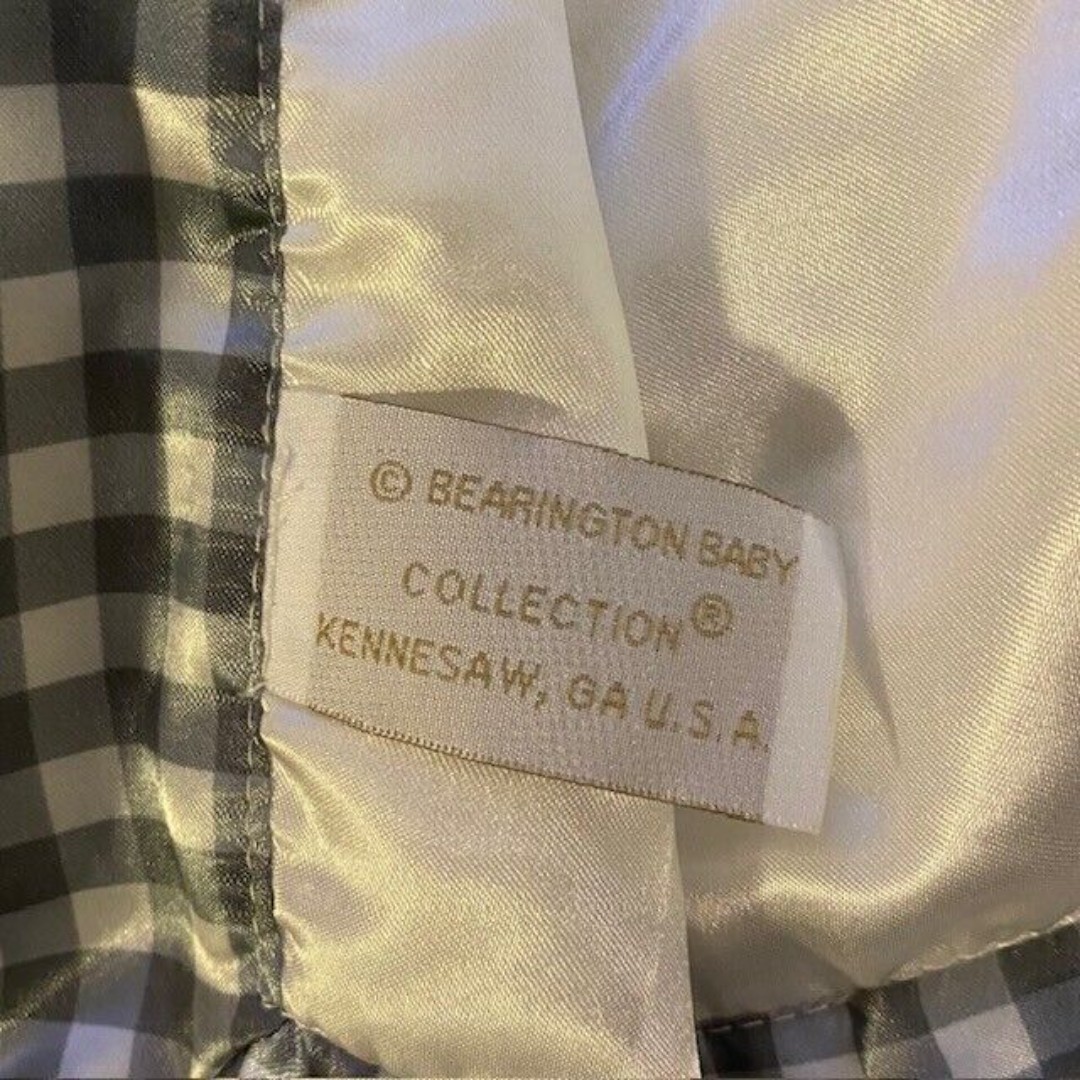 © BEARINGTON BABY
COLLECTION®
KENNESAW, GA U.S.A.